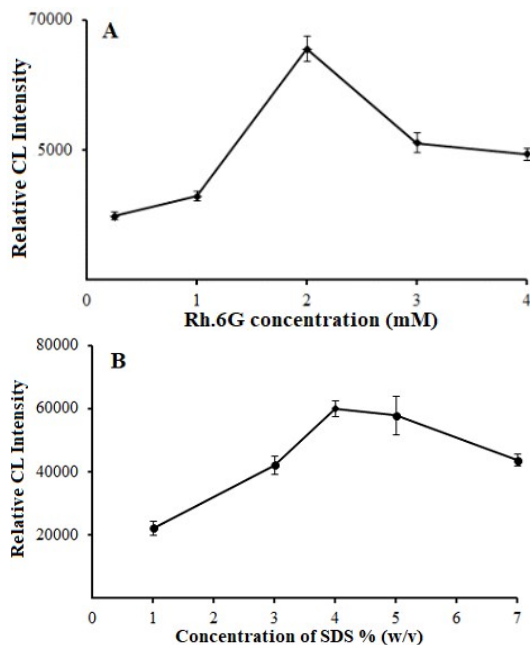 70000
A
Relative CL Intensity
5000
0 1 2 3 4
Rh.6G concentration (mM)
80000
B
60000
Relative CL Intensity
40000
20000
0 1 2 3 4 5 6 7
Concentration of SDS % (w/v)